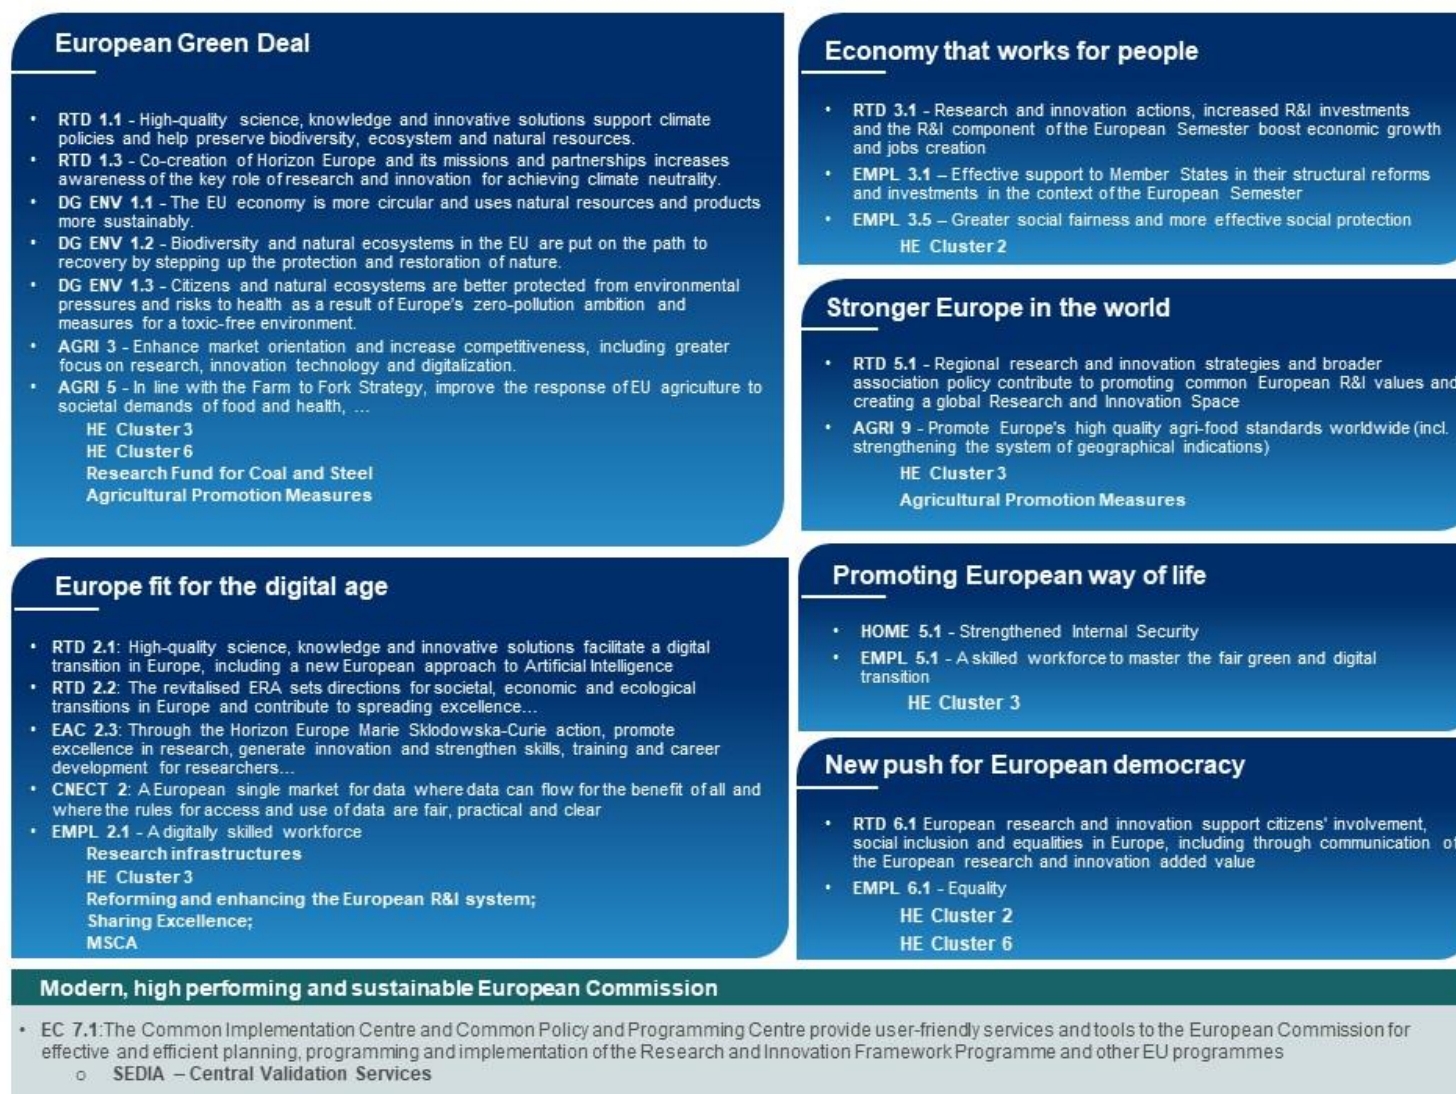 European Green Deal
• RTD 1.1 - High-quality science, knowledge and innovative solutions support climate
policies and help preserve biodiversity, ecosystem and natural resources.
• RTD 1.3 - Co-creation of Horizon Europe and its missions and partnerships increases
awareness of the key role of research and innovation for achieving climate neutrality.
• DG ENV 1.1 - The EU economy is more circular and uses natural resources and products
more sustainably.
• DG ENV 1.2 - Biodiversity and natural ecosystems in the EU are put on the path to
recovery by stepping up the protection and restoration of nature.
• DG ENV 1.3 - Citizens and natural ecosystems are better protected from environmental
pressures and risks to health as a result of Europe's zero-pollution ambition and
measures for a toxic-free environment.
• AGRI 3 - Enhance market orientation and increase competitiveness, including greater
focus on research, innovation technology and digitalization.
• AGRI 5 - In line with the Farm to Fork Strategy, improve the response of EU agriculture to
societal demands of food and health, ...
HE Cluster 3
HE Cluster 6
Research Fund for Coal and Steel
Agricultural Promotion Measures
Economy that works for people
• RTD 3.1 - Research and innovation actions, increased R&I investments
and the R&I component of the European Semester boost economic growth
and jobs creation
• EMPL 3.1 – Effective support to Member States in their structural reforms
and investments in the context of the European Semester
• EMPL 3.5 – Greater social fairness and more effective social protection
HE Cluster 2
Stronger Europe in the world
• RTD 5.1 - Regional research and innovation strategies and broader
association policy contribute to promoting common European R&I values and
creating a global Research and Innovation Space
• AGRI 9 - Promote Europe's high quality agri-food standards worldwide (incl.
strengthening the system of geographical indications)
HE Cluster 3
Agricultural Promotion Measures
Europe fit for the digital age
• RTD 2.1: High-quality science, knowledge and innovative solutions facilitate a digital
transition in Europe, including a new European approach to Artificial Intelligence
• RTD 2.2: The revitalised ERA sets directions for societal, economic and ecological
transitions in Europe and contribute to spreading excellence...
• EAC 2.3: Through the Horizon Europe Marie Sklodowska-Curie action, promote
excellence in research, generate innovation and strengthen skills, training and career
development for researchers...
• CNECT 2: A European single market for data where data can flow for the benefit of all and
where the rules for access and use of data are fair, practical and clear
• EMPL 2.1 - A digitally skilled workforce
Research infrastructures
HE Cluster 3
Reforming and enhancing the European R&I system;
Sharing Excellence;
MSCA
Promoting European way of life
• HOME 5.1 - Strengthened Internal Security
• EMPL 5.1 - A skilled workforce to master the fair green and digital
transition
HE Cluster 3
New push for European democracy
• RTD 6.1 European research and innovation support citizens' involvement,
social inclusion and equalities in Europe, including through communication of
the European research and innovation added value
• EMPL 6.1 - Equality
HE Cluster 2
HE Cluster 6
Modern, high performing and sustainable European Commission
• EC 7.1:The Common Implementation Centre and Common Policy and Programming Centre provide user-friendly services and tools to the European Commission for
effective and efficient planning, programming and implementation of the Research and Innovation Framework Programme and other EU programmes
o SEDIA – Central Validation Services